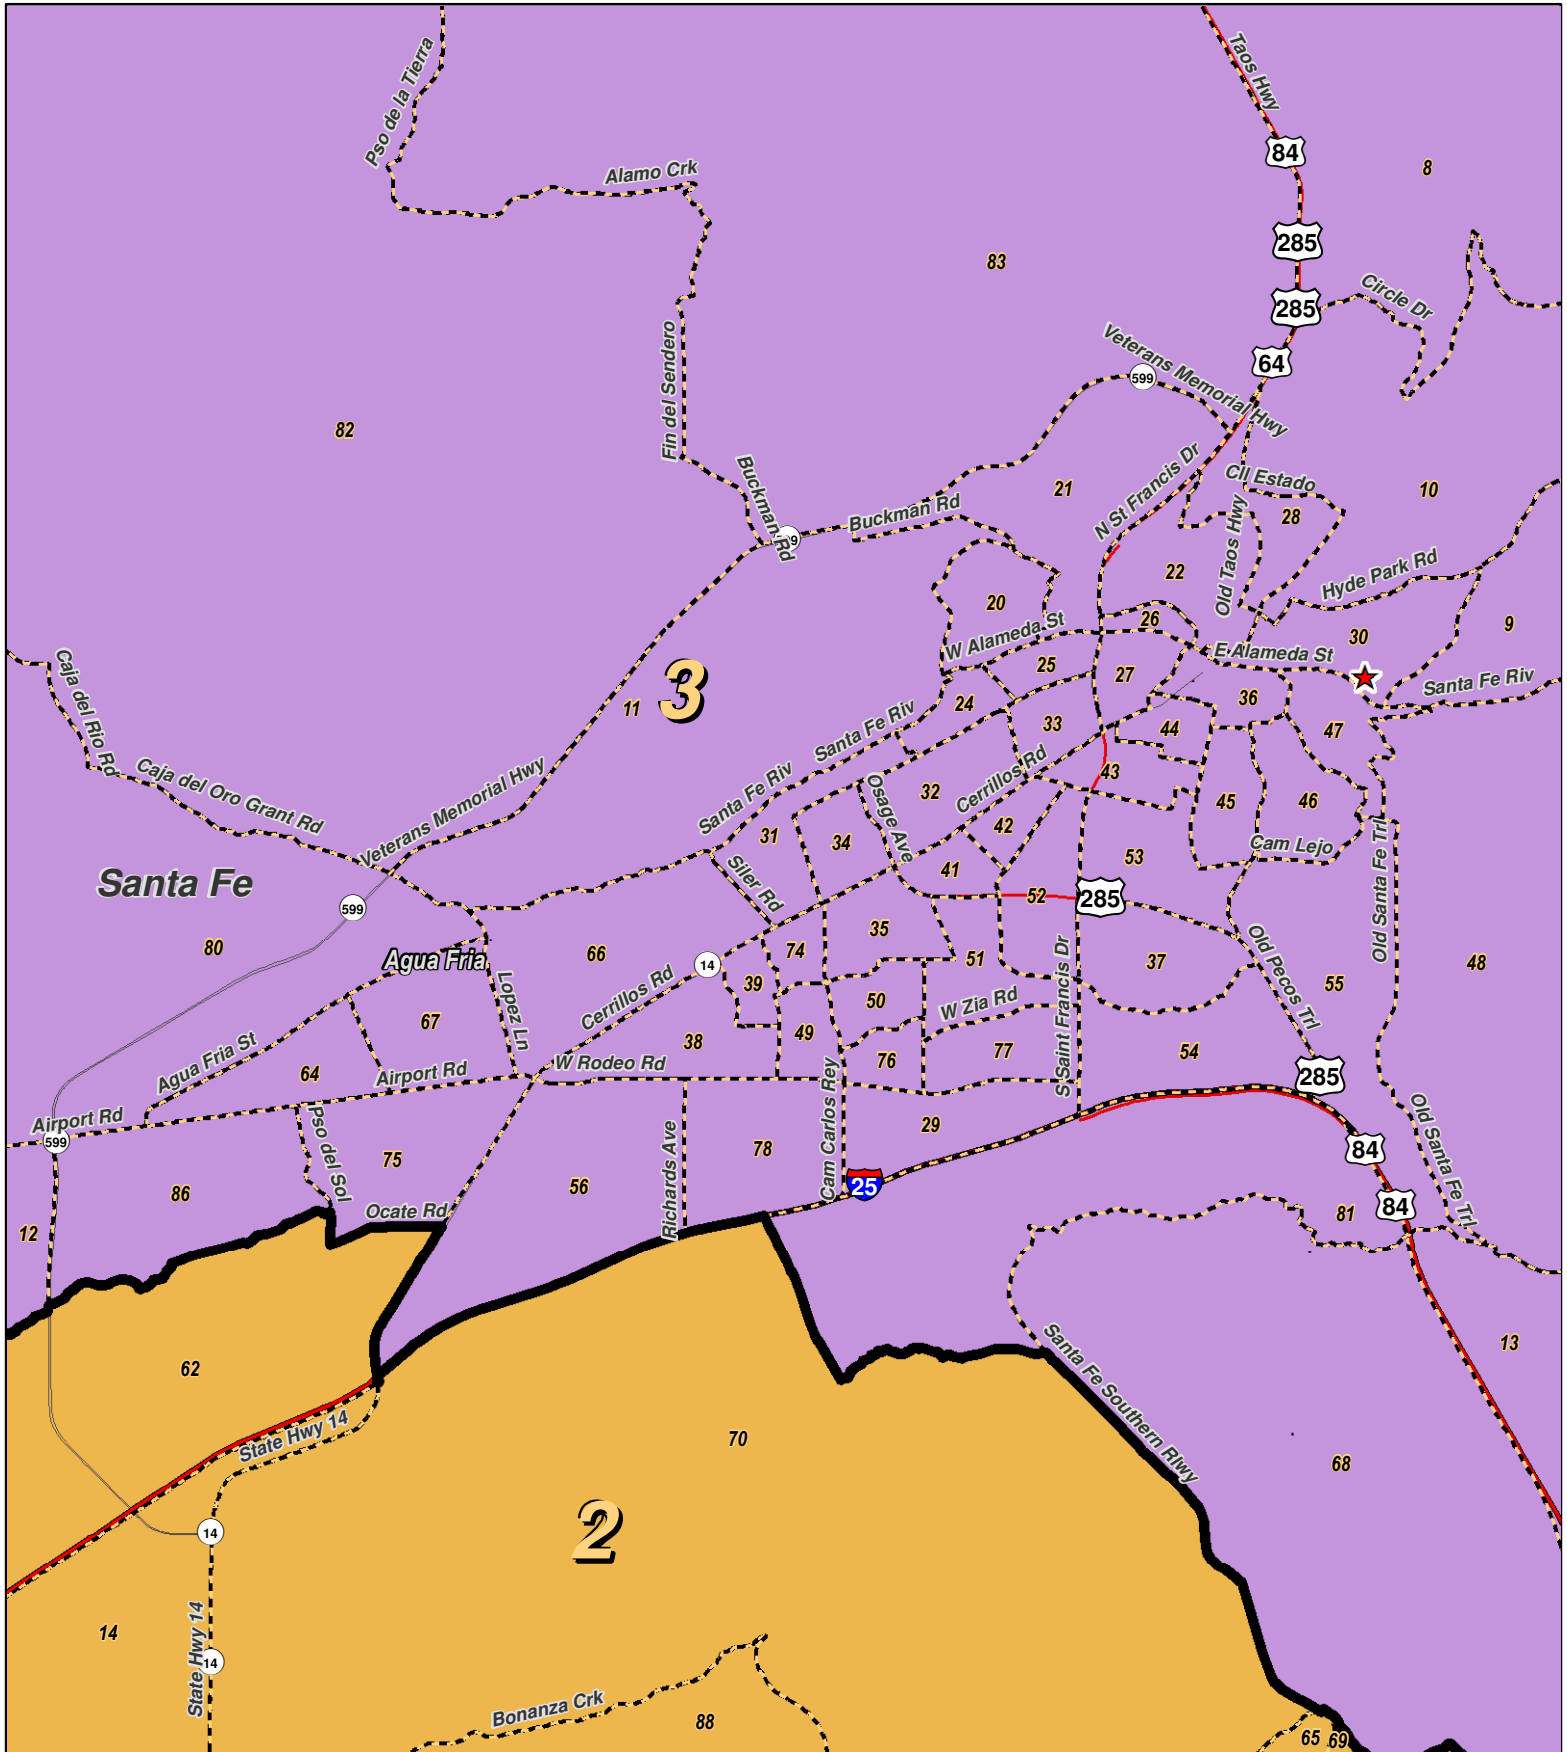 Pso de la Tierra
Taos Hwy
84
8
Alamo Crk
285
83
Circle Dr
285
Fin del Sendero
Veterans Memorial Hwy
64
599
82
Buckman Rd
N St Francis Dr
Cll Estado
21
10
28
Buckman Rd
Old Taos Hwy
Hyde Park Rd
22
20
26
9
W Alameda St
30
E Alameda St
25
27
Santa Fe Riv
3
11
24
36
Caja del Rio Rd
Santa Fe Riv
33
44
47
Caja del Oro Grant Rd
Veterans Memorial Hwy
Santa Fe Riv
Osage Ave
32
Cerrillos Rd
43
45
46
31
34
42
Cam Lejo
53
Old Santa Fe Trl
Santa Fe
Siler Rd
41
52
285
599
35
Old Pecos Trl
80
Agua Fria
66
74
51
37
48
14
Lopez Ln
Cerrillos Rd
39
50
W Zia Rd
S Saint Francis Dr
55
67
49
38
Agua Fria St
64
Airport Rd
W Rodeo Rd
76
77
54
Cam Carlos Rey
285
Airport Rd
599
Pso del Sol
29
Old Santa Fe Trl
75
Richards Ave
78
84
86
56
25
Ocate Rd
84
81
12
62
Santa Fe Southern Rlwy
13
State Hwy 14
70
68
2
14
14
State Hwy 14
14
Bonanza Crk
88
65
69